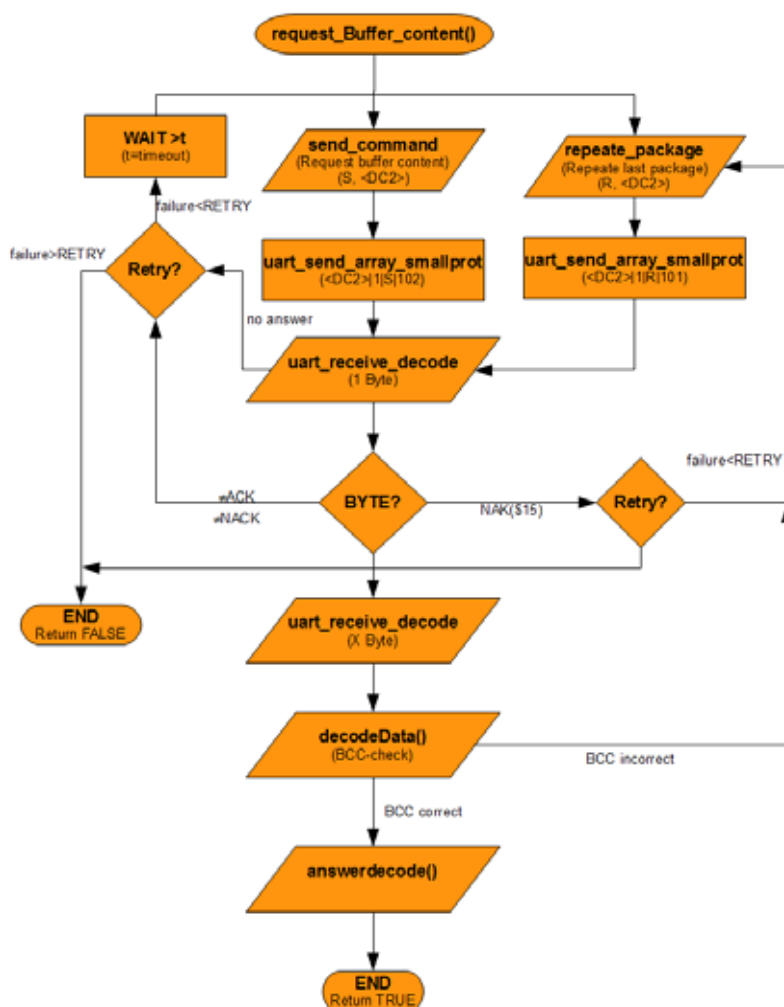 request_Buffer_content()
WAIT >t
(t=timeout)
send_command
(Request buffer content)
(S, <DC2>)
repeate_package
(Repeate last package)
(R, <DC2>)
failure<RETRY
failure>RETRY
Retry?
uart_send_array_smallprot
(<DC2>|1|S|102)
uart_send_array_smallprot
(<DC2>|1|R|101)
no answer
uart_receive_decode
(1 Byte)
failure<RETRY
≠ACK
≠NACK
BYTE?
NAK($15)
Retry?
END
Return FALSE
uart_receive_decode
(X Byte)
decodeData()
(BCC-check)
BCC incorrect
BCC correct
answerdecode()
END
Return TRUE